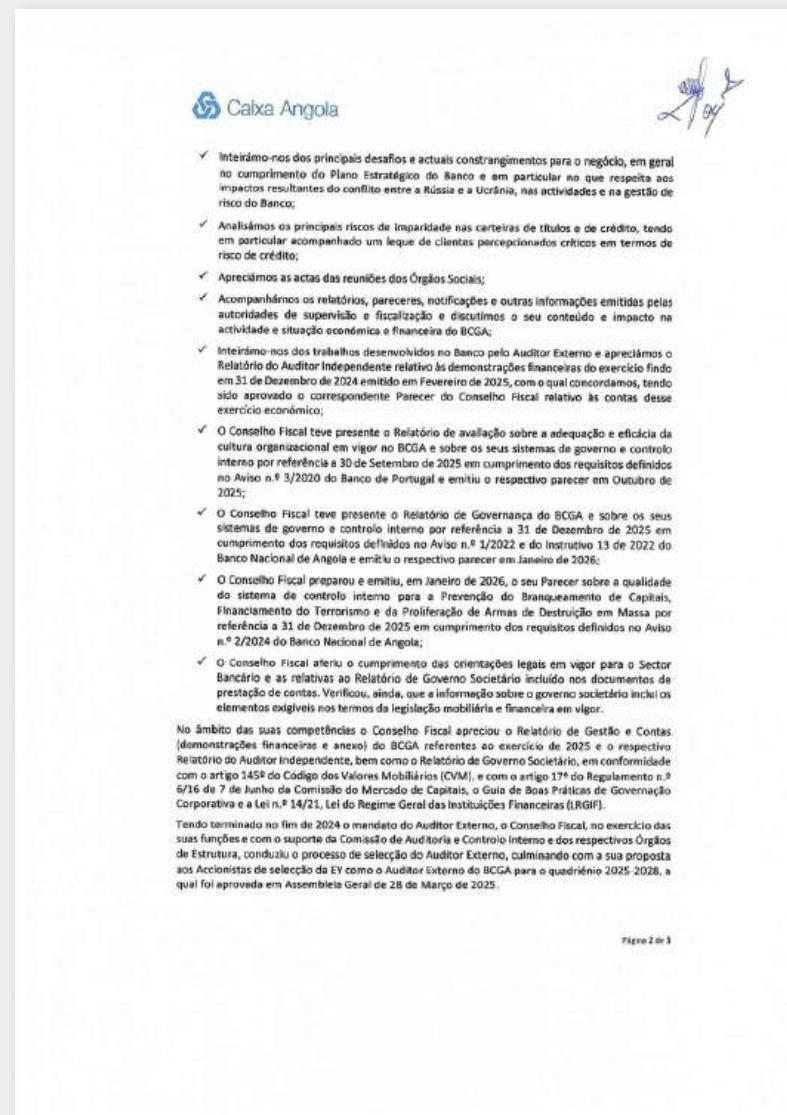 Caixa Angola
✓ Inteirámo-nos dos principais desafios e actuais constrangimentos para o negócio, em geral
no cumprimento do Plano Estratégico do Banco e em particular no que respeita aos
impactos resultantes do conflito entre a Rússia e a Ucrânia, nas actividades e na gestão de
risco do Banco;
✓ Analisámos os principais riscos de imparidade nas carteiras de títulos e de crédito, tendo
em particular acompanhado um leque de clientes percepcionados críticos em termos de
risco de crédito;
✓ Apreciámos as actas das reuniões dos Órgãos Sociais;
✓ Acompanhámos os relatórios, pareceres, notificações e outras informações emitidas pelas
autoridades de supervisão e fiscalização e discutimos o seu conteúdo e impacto na
actividade e situação económica e financeira do BCGA;
✓ Inteirámo-nos dos trabalhos desenvolvidos no Banco pelo Auditor Externo e apreciámos o
Relatório do Auditor Independente relativo às demonstrações financeiras do exercício findo
em 31 de Dezembro de 2024 emitido em Fevereiro de 2025, com o qual concordamos, tendo
sido aprovado o correspondente Parecer do Conselho Fiscal relativo às contas desse
exercício económico;
✓ O Conselho Fiscal teve presente o Relatório de avaliação sobre a adequação e eficácia da
cultura organizacional em vigor no BCGA e sobre os seus sistemas de governo e controlo
interno por referência a 30 de Setembro de 2025 em cumprimento dos requisitos definidos
no Aviso n.º 3/2020 do Banco de Portugal e emitiu o respectivo parecer em Outubro de
2025;
✓ O Conselho Fiscal teve presente o Relatório de Governança do BCGA e sobre os seus
sistemas de governo e controlo interno por referência a 31 de Dezembro de 2025 em
cumprimento dos requisitos definidos no Aviso n.º 1/2022 e do Instrutivo 13 de 2022 do
Banco Nacional de Angola e emitiu o respectivo parecer em Janeiro de 2026;
✓ O Conselho Fiscal preparou e emitiu, em Janeiro de 2026, o seu Parecer sobre a qualidade
do sistema de controlo interno para a Prevenção do Branqueamento de Capitais,
Financiamento do Terrorismo e da Proliferação de Armas de Destruição em Massa por
referência a 31 de Dezembro de 2025 em cumprimento dos requisitos definidos no Aviso
n.º 2/2024 do Banco Nacional de Angola;
✓ O Conselho Fiscal aferiu o cumprimento das orientações legais em vigor para o Sector
Bancário e as relativas ao Relatório de Governo Societário incluído nos documentos de
prestação de contas. Verificou, ainda, que a informação sobre o governo societário inclui os
elementos exigíveis nos termos da legislação mobiliária e financeira em vigor.
No âmbito das suas competências o Conselho Fiscal apreciou o Relatório de Gestão e Contas
(demonstrações financeiras e anexo) do BCGA referentes ao exercício de 2025 e o respectivo
Relatório do Auditor Independente, bem como o Relatório de Governo Societário, em conformidade
com o artigo 145º do Código dos Valores Mobiliários (CVM), e com o artigo 17º do Regulamento n.º
6/16 de 7 de Junho da Comissão do Mercado de Capitais, o Guia de Boas Práticas de Governação
Corporativa e a Lei n.º 14/21, Lei do Regime Geral das Instituições Financeiras (LRGIF).
Tendo terminado no fim de 2024 o mandato do Auditor Externo, o Conselho Fiscal, no exercício das
suas funções e com o suporte da Comissão de Auditoria e Controlo Interno e dos respectivos Órgãos
de Estrutura, conduziu o processo de selecção do Auditor Externo, culminando com a sua proposta
aos Accionistas de selecção da EY como o Auditor Externo do BCGA para o quadriénio 2025-2028, a
qual foi aprovada em Assembleia Geral de 28 de Março de 2025.
Página 2 de 3